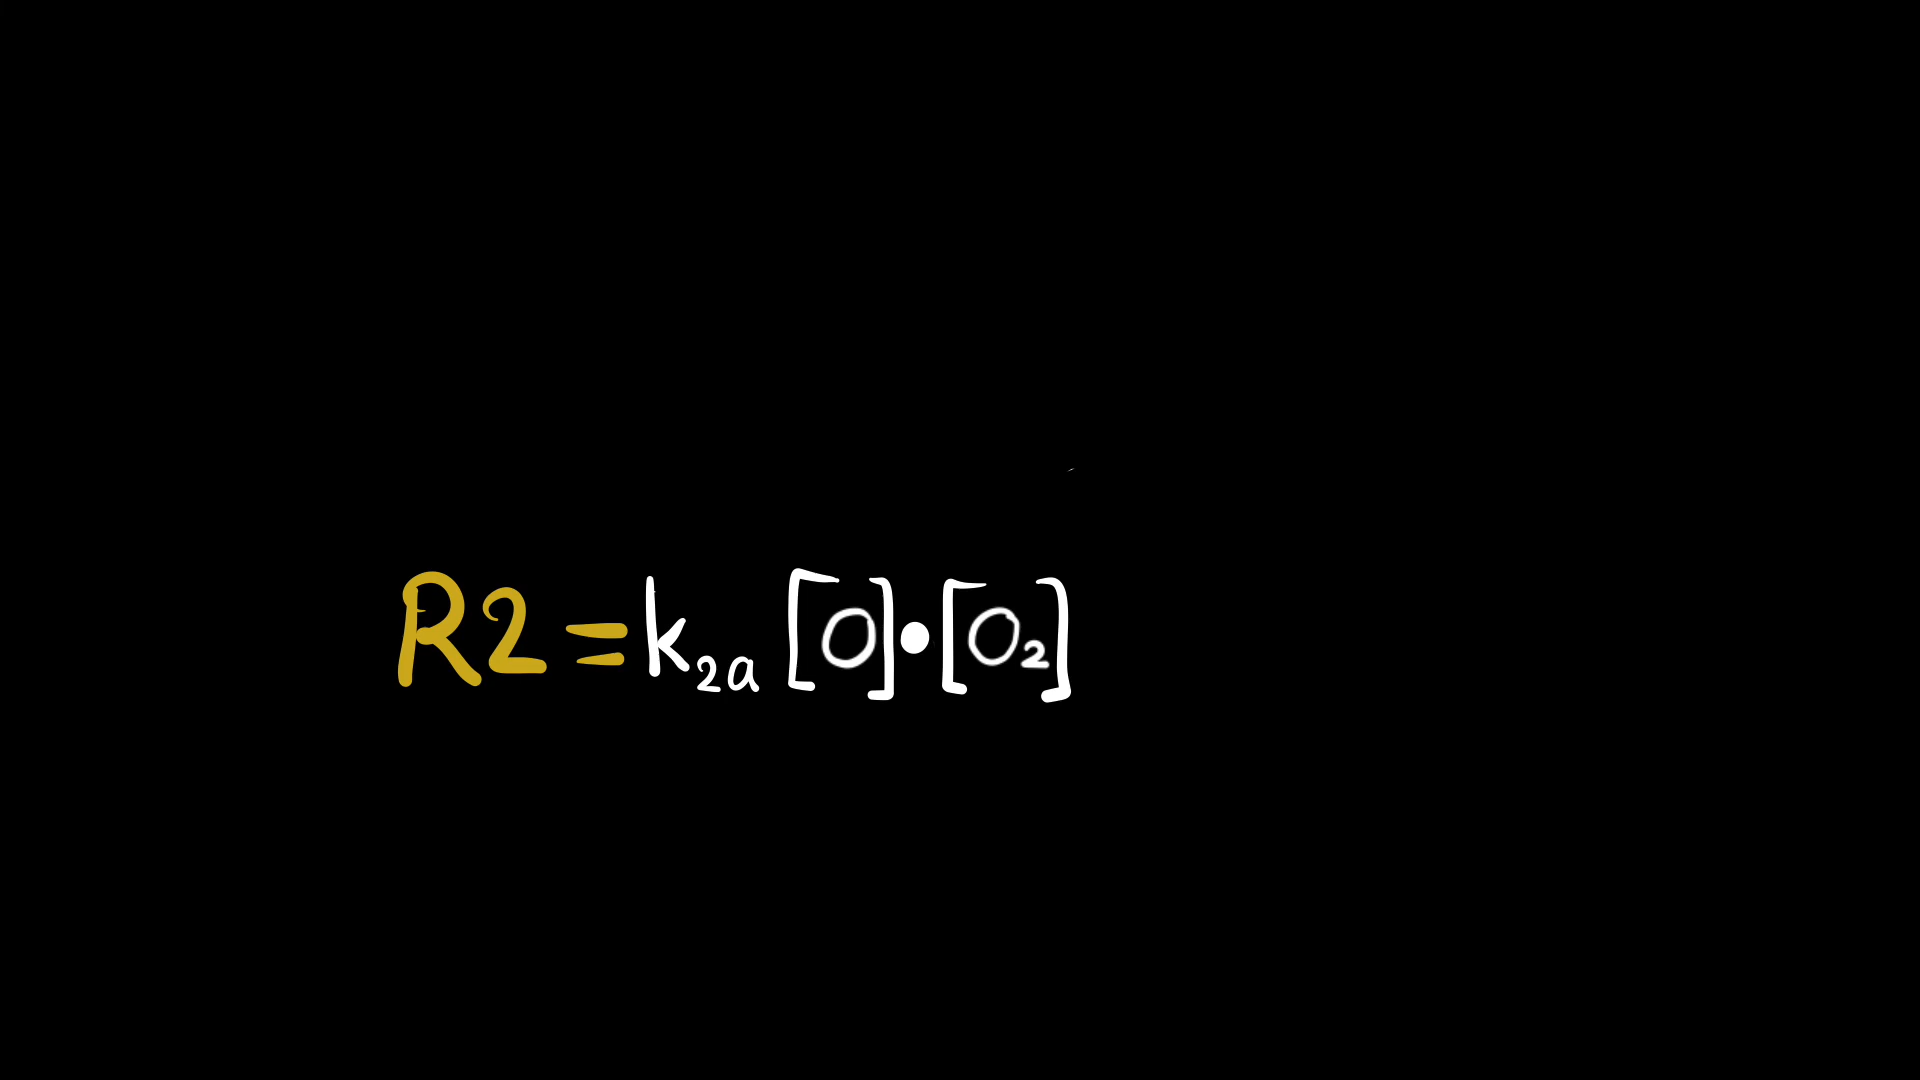 R2 = k₂ₐ [O]•[O₂]